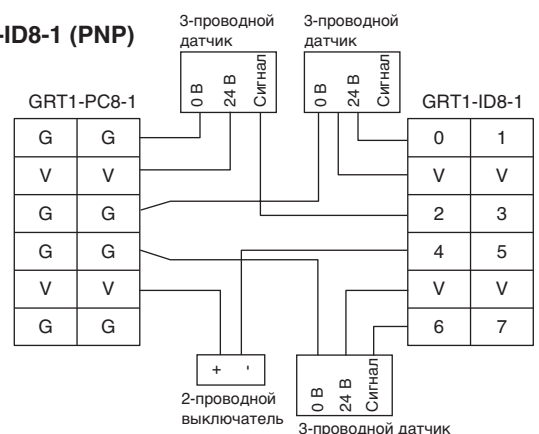 -ID8-1 (PNP)
3-проводной
датчик
3-проводной
датчик
0 В
24 В
Сигнал
0 В
24 В
Сигнал
GRT1-PC8-1
GRT1-ID8-1
G G
V V
G G
G G
V V
G G
0 1
V V
2 3
4 5
V V
6 7
+ -
2-проводной
выключатель
0 В
24 В
Сигнал
3-проводной датчик